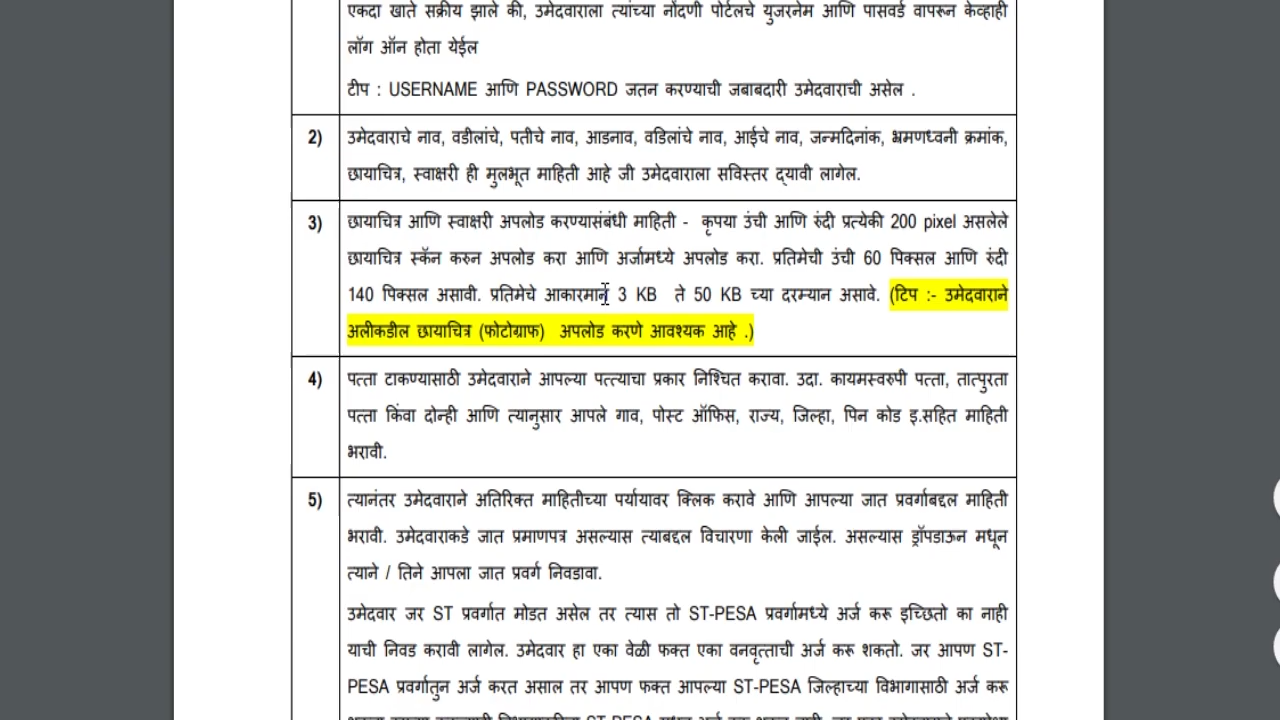 एकदा खाते सक्रीय झाले की, उमेदवाराला त्यांच्या नोंदणी पोर्टलचे युजरनेम आणि पासवर्ड वापरून केव्हाही
लॉग ऑन होता येईल
टीप : USERNAME आणि PASSWORD जतन करण्याची जबाबदारी उमेदवाराची असेल .
2) उमेदवाराचे नाव, वडीलांचे, पतीचे नाव, आडनाव, वडिलांचे नाव, आईचे नाव, जन्मदिनांक, भ्रमणध्वनी क्रमांक,
छायाचित्र, स्वाक्षरी ही मुलभूत माहिती आहे जी उमेदवाराला सविस्तर द्‌यावी लागेल.
3) छायाचित्र आणि स्वाक्षरी अपलोड करण्यासंबंधी माहिती - कृपया उंची आणि रुंदी प्रत्येकी 200 pixel असलेले
छायाचित्र स्कॅन करुन अपलोड करा आणि अर्जामध्ये अपलोड करा. प्रतिमेची उंची 60 पिक्सल आणि रुंदी
140 पिक्सल असावी. प्रतिमेचे आकारमान 3 KB ते 50 KB च्या दरम्यान असावे. (टिप :- उमेदवाराने
अलीकडील छायाचित्र (फोटोग्राफ) अपलोड करणे आवश्यक आहे .)
4) पत्ता टाकण्यासाठी उमेदवाराने आपल्या पत्त्याचा प्रकार निश्चित करावा. उदा. कायमस्वरुपी पत्ता, तात्पुरता
पत्ता किंवा दोन्ही आणि त्यानुसार आपले गाव, पोस्ट ऑफिस, राज्य, जिल्हा, पिन कोड इ.सहित माहिती
भरावी.
5) त्यानंतर उमेदवाराने अतिरिक्त माहितीच्या पर्यायावर क्लिक करावे आणि आपल्या जात प्रवर्गाबद्दल माहिती
भरावी. उमेदवाराकडे जात प्रमाणपत्र असल्यास त्याबद्दल विचारणा केली जाईल. असल्यास ड्रॉपडाऊन मधून
त्याने / तिने आपला जात प्रवर्ग निवडावा.
उमेदवार जर ST प्रवर्गात मोडत असेल तर त्यास तो ST-PESA प्रवर्गामध्ये अर्ज करू इच्छितो का नाही
याची निवड करावी लागेल. उमेदवार हा एका वेळी फक्त एका वनवृत्ताची अर्ज करू शकतो. जर आपण ST-
PESA प्रवर्गातुन अर्ज करत असाल तर आपण फक्त आपल्या ST-PESA जिल्हाच्या विभागासाठी अर्ज करू